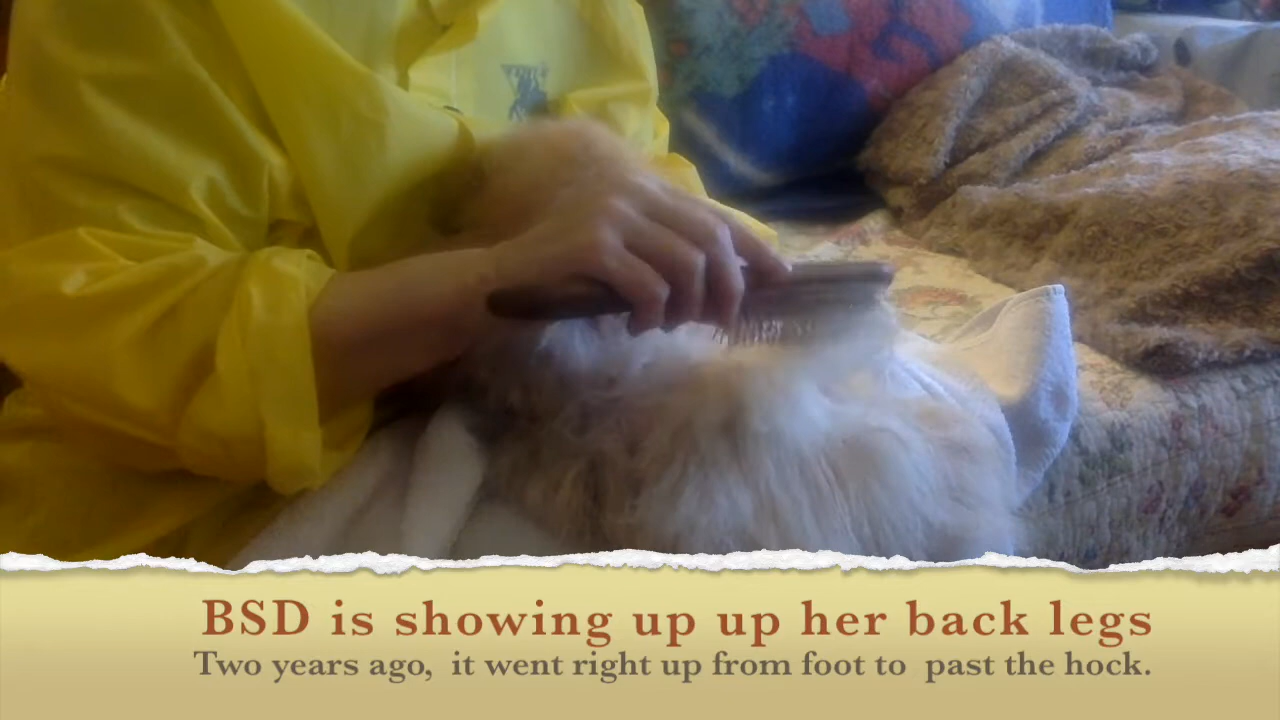 BSD is showing up up her back legs
Two years ago, it went right up from foot to past the hock.